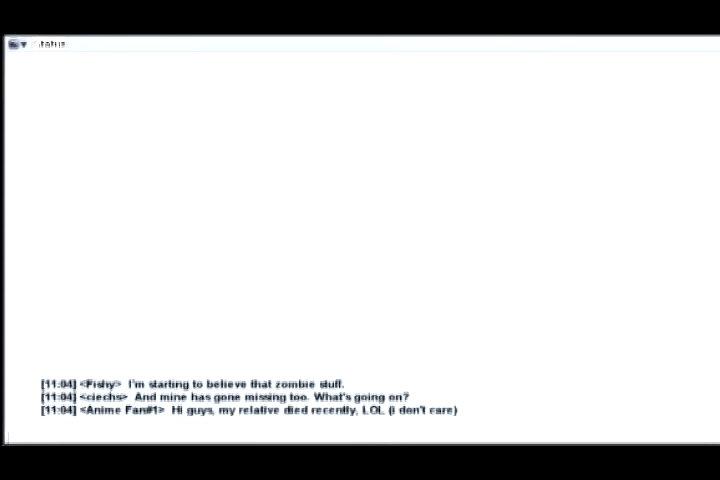 Status
[11:04] <Fishy> I'm starting to believe that zombie stuff.
[11:04] <ciechs> And mine has gone missing too. What's going on?
[11:04] <Anime Fan#1> Hi guys, my relative died recently, LOL (i don't care)